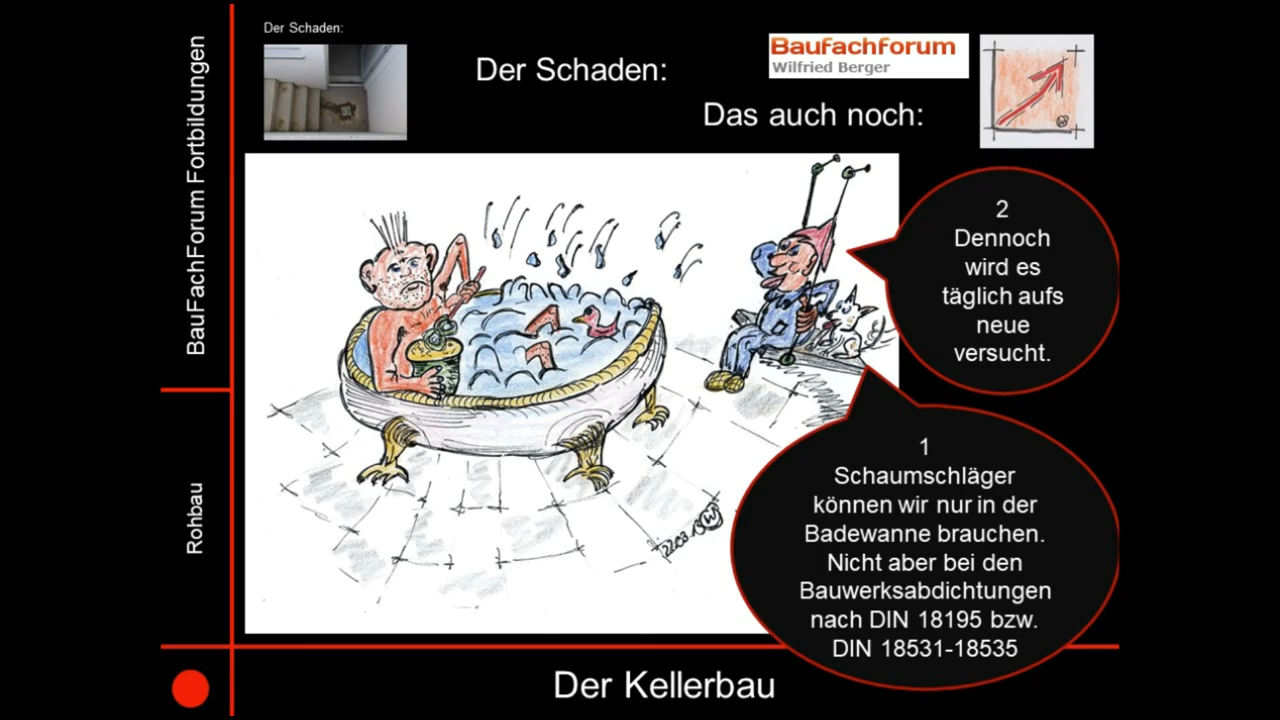 Der Schaden:
Der Schaden:
Das auch noch:
Baufachforum
Wilfried Berger
BauFachForum Fortbildungen
Rohbau
2
Dennoch
wird es
täglich aufs
neue
versucht.
1
Schaumschläger
können wir nur in der
Badewanne brauchen.
Nicht aber bei den
Bauwerksabdichtungen
nach DIN 18195 bzw.
DIN 18531-18535
W
Der Kellerbau